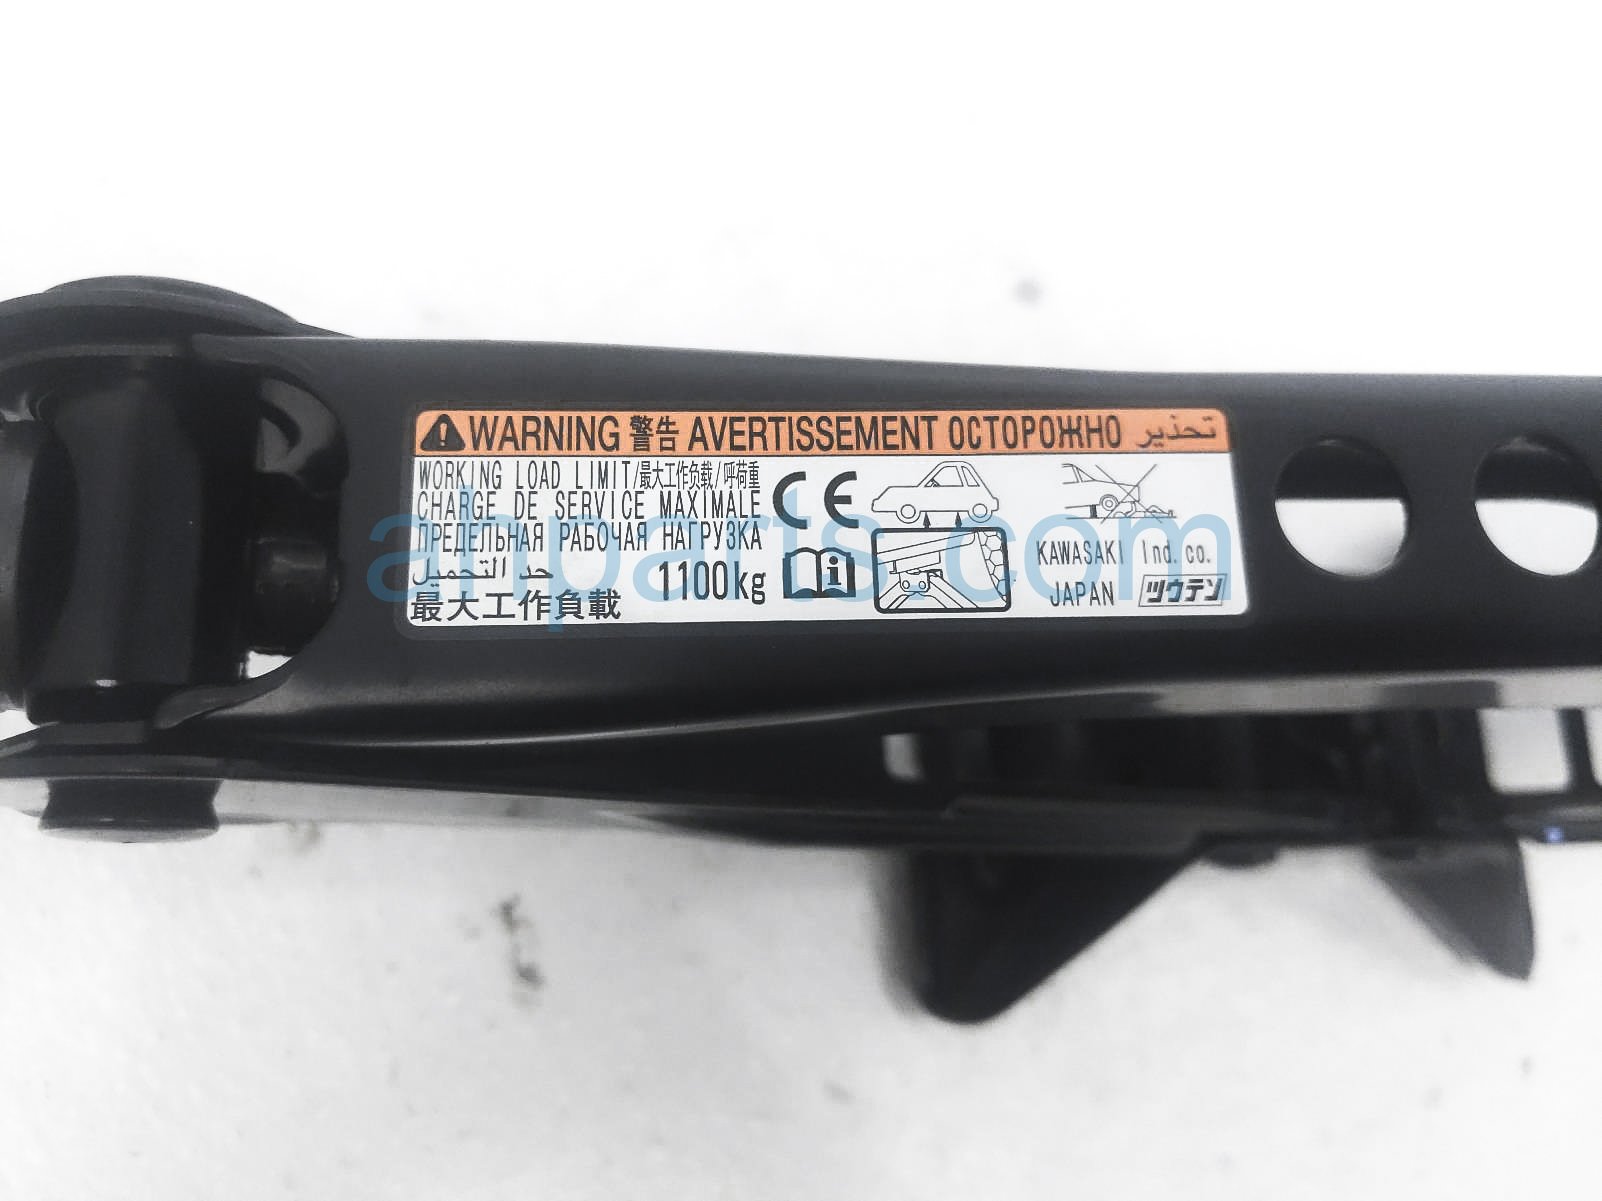 WARNING 警告 AVERTISSEMENT ОСТОРОЖНО تحذير
WORKING LOAD LIMIT/最大工作负载/呼荷重
CHARGE DE SERVICE MAXIMALE
ПРЕДЕЛЬНАЯ РАБОЧАЯ НАГРУЗКА
حد التحميل
最大工作負載
1100kg
CE
i
KAWASAKI Ind. co.
JAPAN ツウテン
ahparts.com